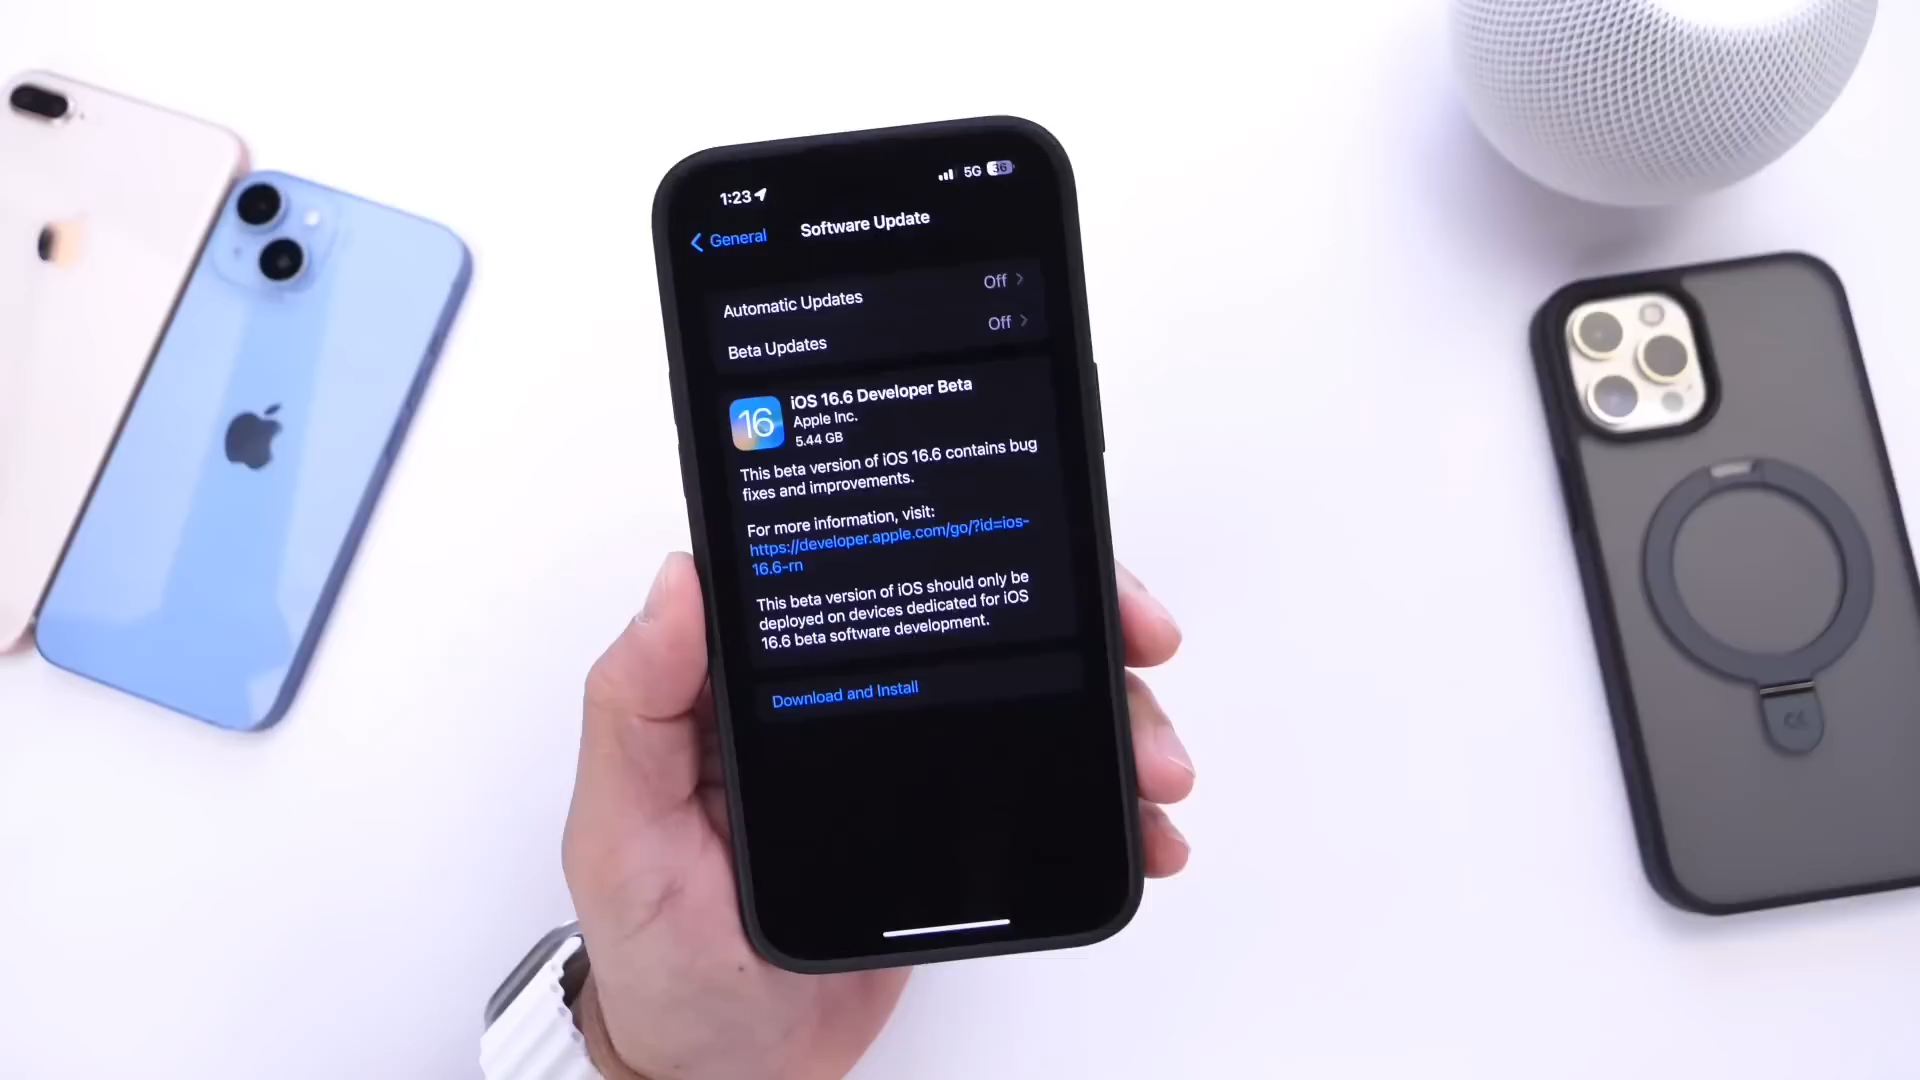 1:23
5G 36
General
Software Update
Automatic Updates Off
Beta Updates Off
16
iOS 16.6 Developer Beta
Apple Inc.
5.44 GB
This beta version of iOS 16.6 contains bug
fixes and improvements.
For more information, visit:
https://developer.apple.com/go/?id=ios-
16.6-rn
This beta version of iOS should only be
deployed on devices dedicated for iOS
16.6 beta software development.
Download and Install